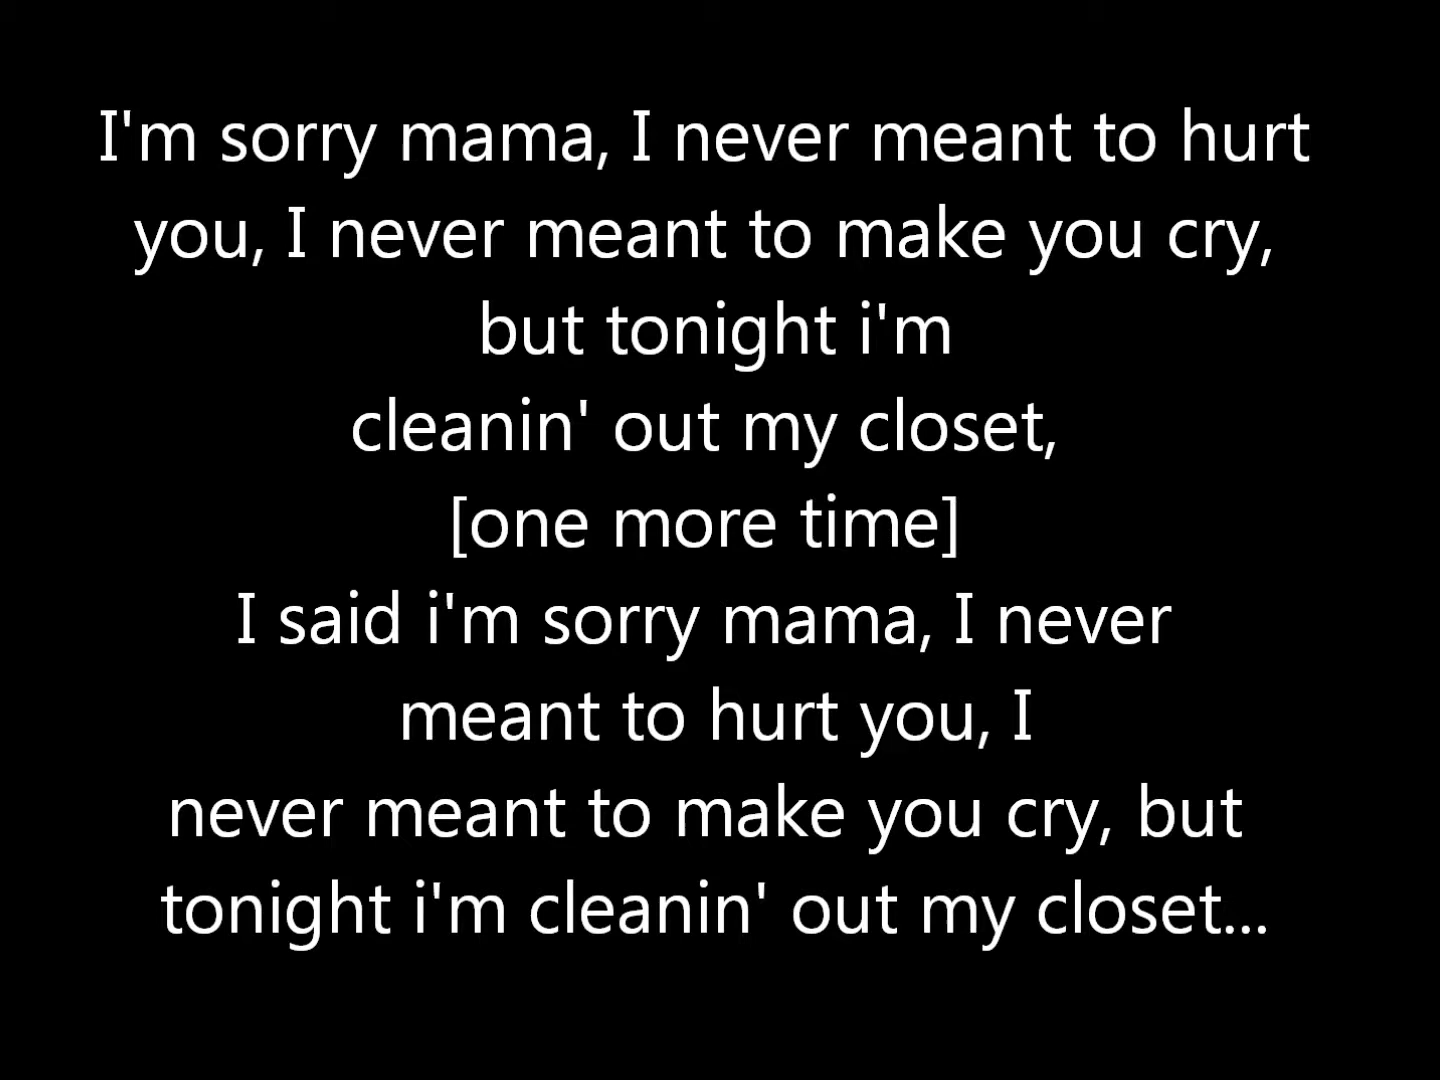 I'm sorry mama, I never meant to hurt
you, I never meant to make you cry,
but tonight i'm
cleanin' out my closet,
[one more time]
I said i'm sorry mama, I never
meant to hurt you, I
never meant to make you cry, but
tonight i'm cleanin' out my closet...